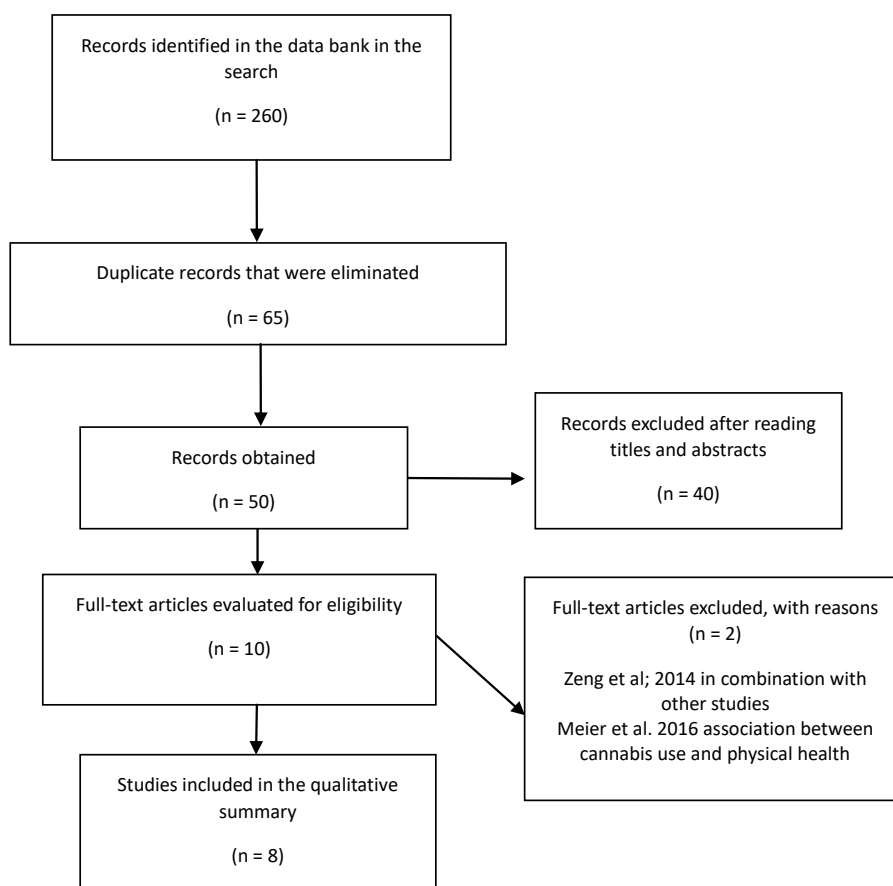 Records identified in the data bank in the
search
(n = 260)
Duplicate records that were eliminated
(n = 65)
Records obtained
(n = 50)
Records excluded after reading
titles and abstracts
(n = 40)
Full-text articles evaluated for eligibility
(n = 10)
Full-text articles excluded, with reasons
(n = 2)
Zeng et al; 2014 in combination with
other studies
Meier et al. 2016 association between
cannabis use and physical health
Studies included in the qualitative
summary
(n = 8)